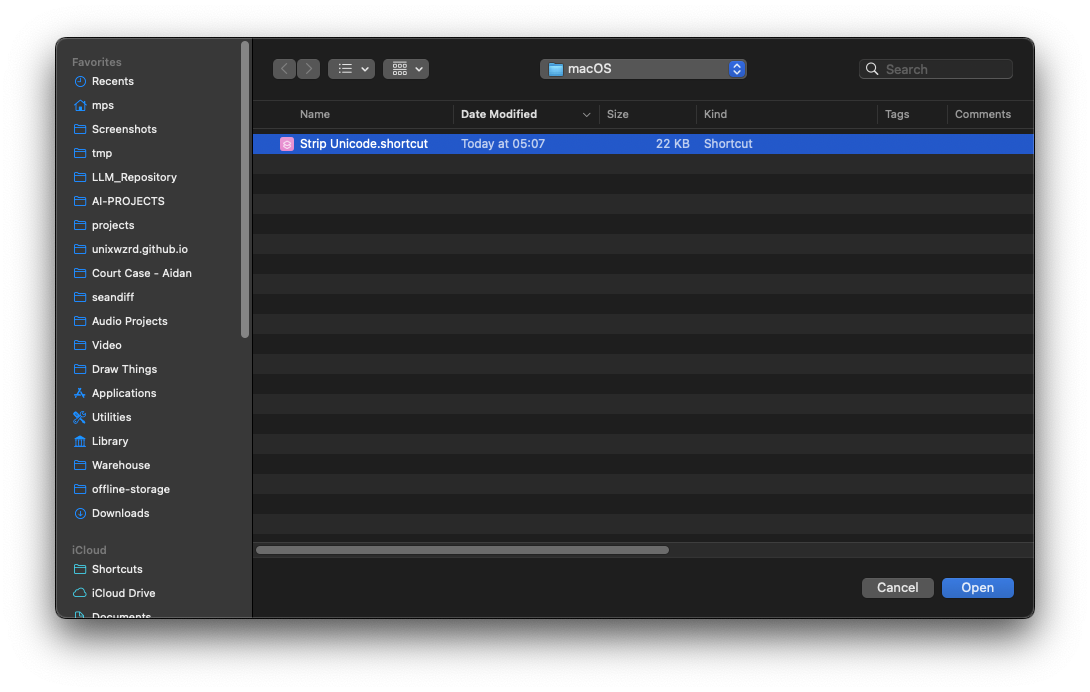 Favorites
Recents
mps
Screenshots
tmp
LLM_Repository
AI-PROJECTS
projects
unixwzrd.github.io
Court Case - Aidan
seandiff
Audio Projects
Video
Draw Things
Applications
Utilities
Library
Warehouse
offline-storage
Downloads
iCloud
Shortcuts
iCloud Drive
Documents
macOS
Search
Name Date Modified Size Kind Tags Comments
Strip Unicode.shortcut Today at 05:07 22 KB Shortcut
Cancel Open